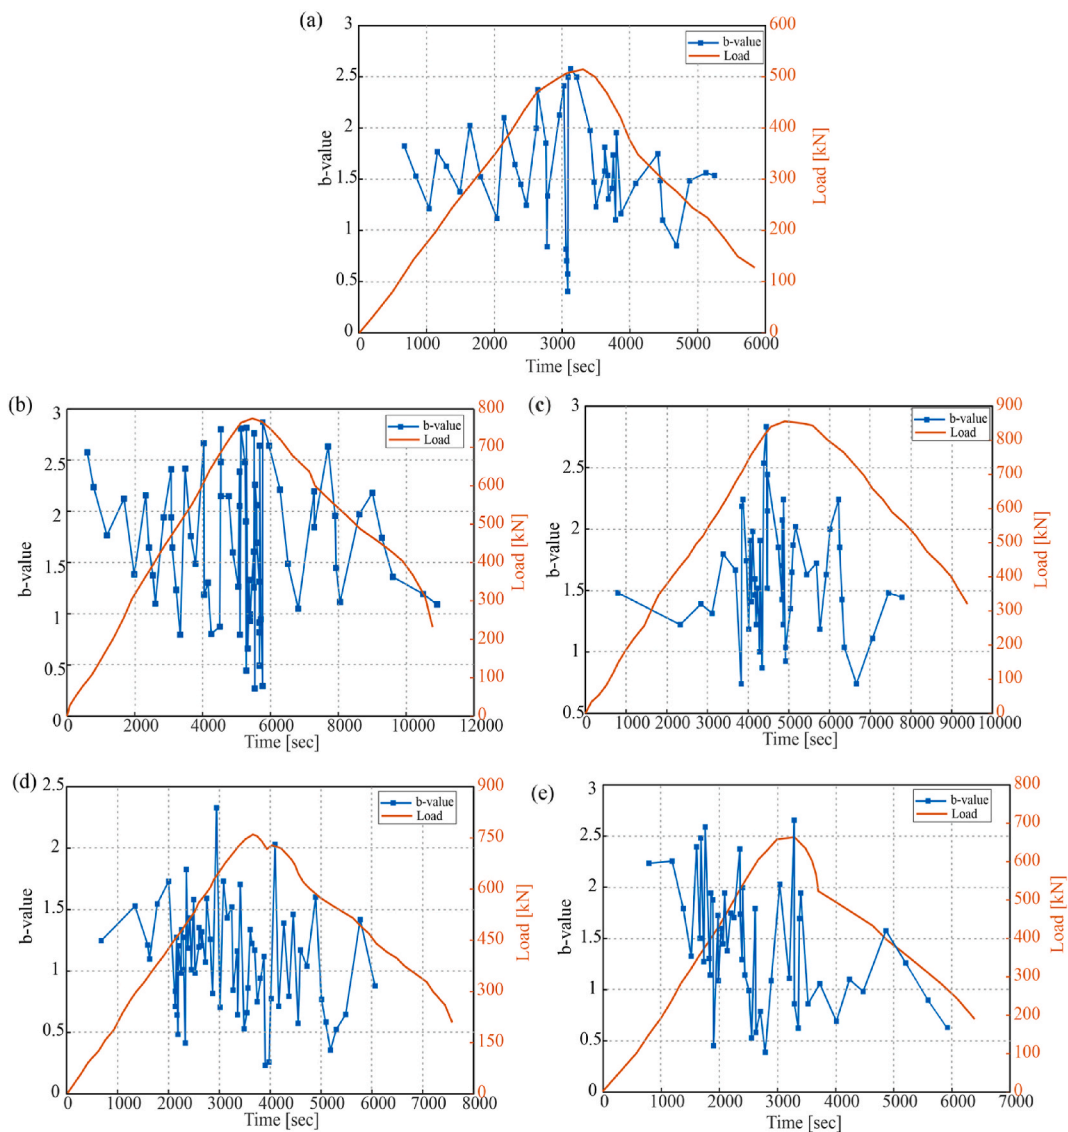 (a)
3
2.5
2
1.5
1
0.5
0
b-value
600
500
400
300
200
100
0
Load [kN]
b-value
Load
0 1000 2000 3000 4000 5000 6000
Time [sec]
(b)
3
2.5
2
1.5
1
0.5
0
b-value
800
700
600
500
400
300
200
100
0
Load [kN]
b-value
Load
0 2000 4000 6000 8000 10000 12000
Time [sec]
(c)
3
2.5
2
1.5
1
0.5
b-value
900
800
700
600
500
400
300
200
100
0
Load [kN]
b-value
Load
0 1000 2000 3000 4000 5000 6000 7000 8000 9000 10000
Time [sec]
(d)
2.5
2
1.5
1
0.5
0
b-value
900
750
600
450
300
150
0
Load [kN]
b-value
Load
0 1000 2000 3000 4000 5000 6000 7000 8000
Time [sec]
(e)
3
2.5
2
1.5
1
0.5
0
b-value
800
700
600
500
400
300
200
100
0
Load [kN]
b-value
Load
0 1000 2000 3000 4000 5000 6000 7000
Time [sec]